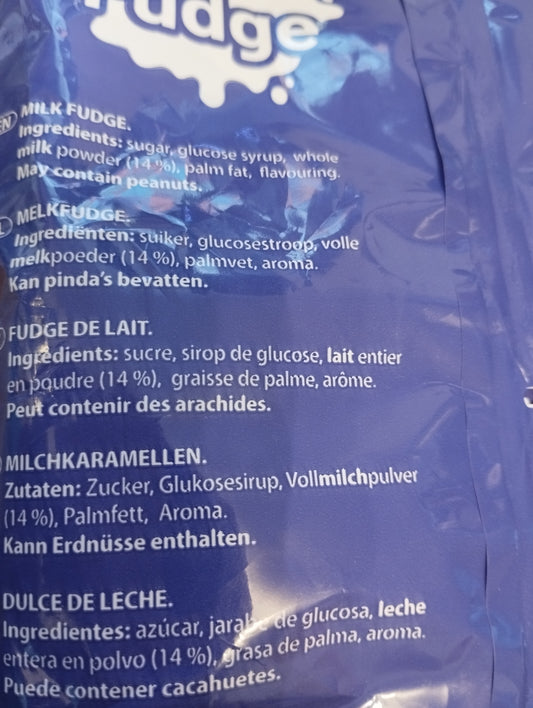 fudge
EN MILK FUDGE.
Ingredients: sugar, glucose syrup, whole
milk powder (14 %), palm fat, flavouring.
May contain peanuts.
MELKFUDGE.
Ingrediënten: suiker, glucosestroop, volle
melkpoeder (14 %), palmvet, aroma.
Kan pinda's bevatten.
FUDGE DE LAIT.
Ingrédients: sucre, sirop de glucose, lait entier
en poudre (14 %), graisse de palme, arôme.
Peut contenir des arachides.
MILCHKARAMELLEN.
Zutaten: Zucker, Glukosesirup, Vollmilchpulver
(14 %), Palmfett, Aroma.
Kann Erdnüsse enthalten.
DULCE DE LECHE.
Ingredientes: azúcar, jarabe de glucosa, leche
entera en polvo (14 %), grasa de palma, aroma.
Puede contener cacahuetes.